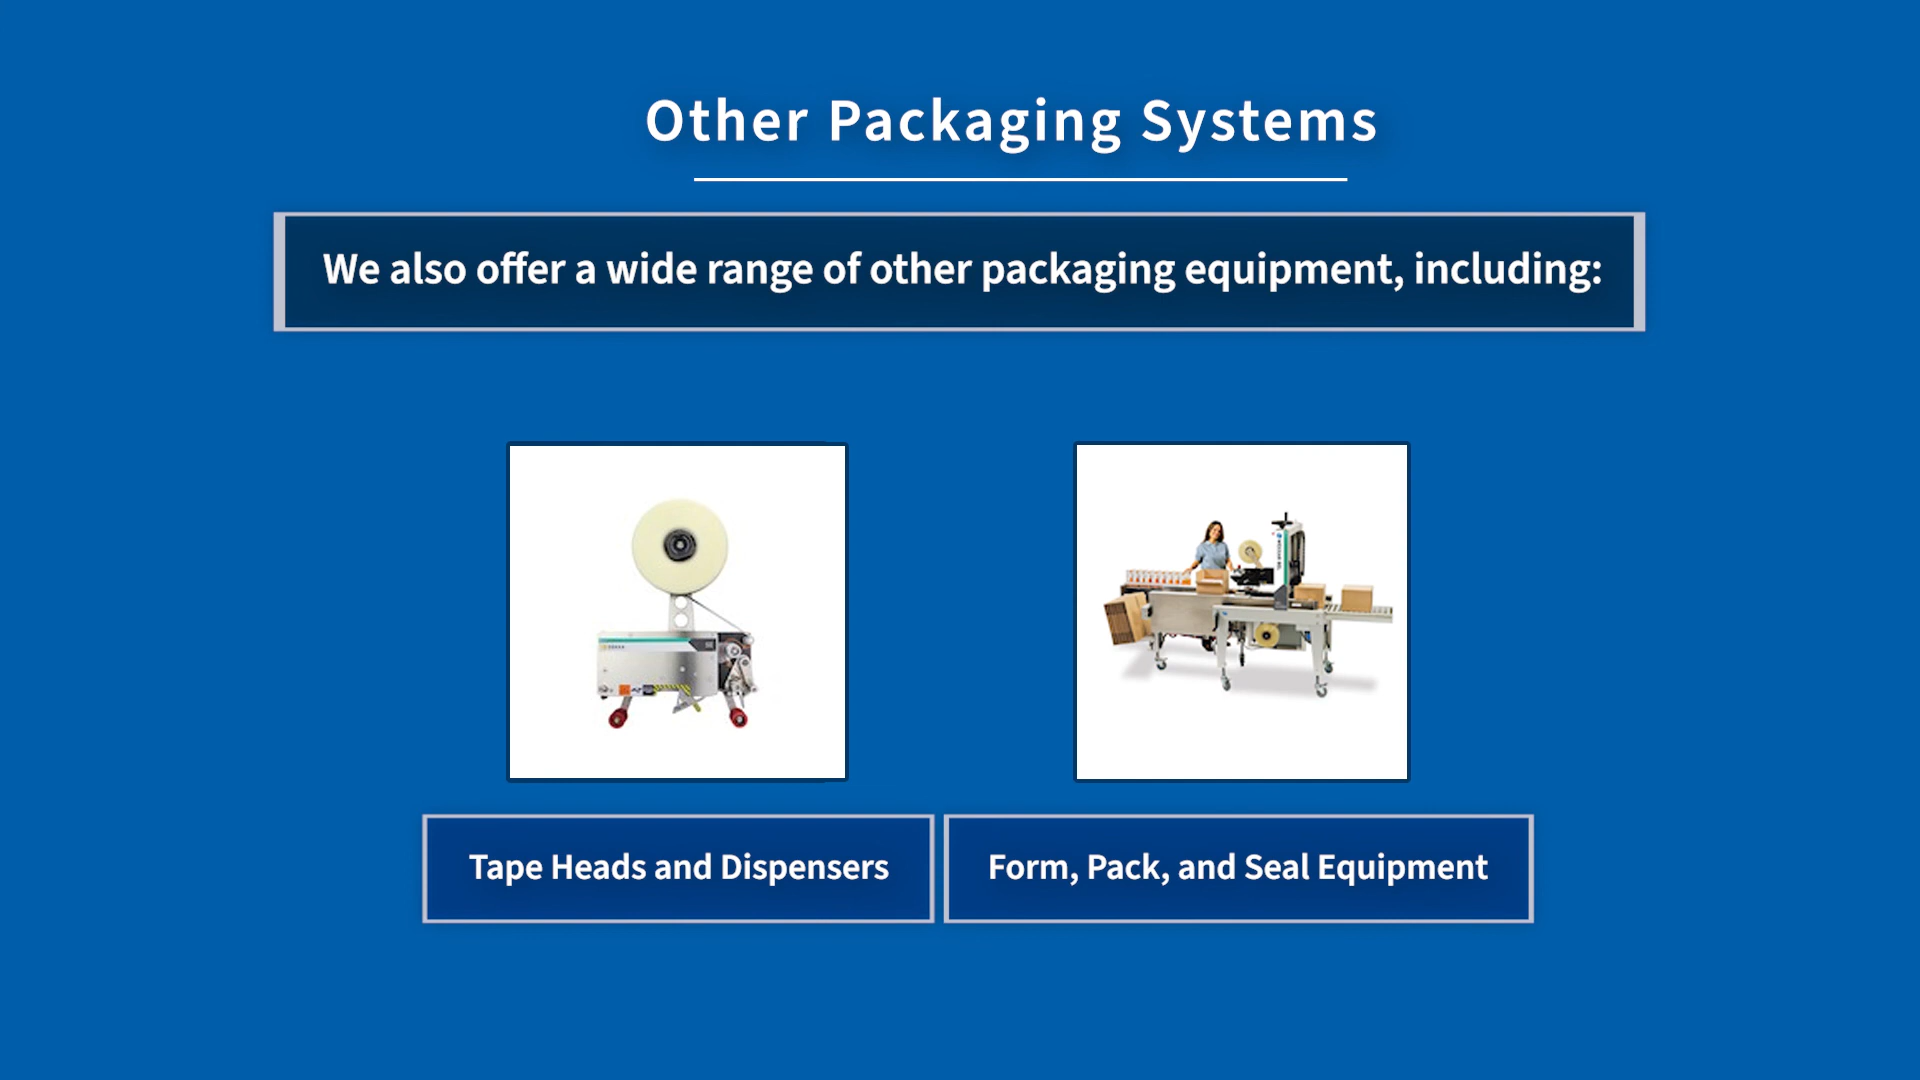 Other Packaging Systems
We also offer a wide range of other packaging equipment, including:
Tape Heads and Dispensers
Form, Pack, and Seal Equipment